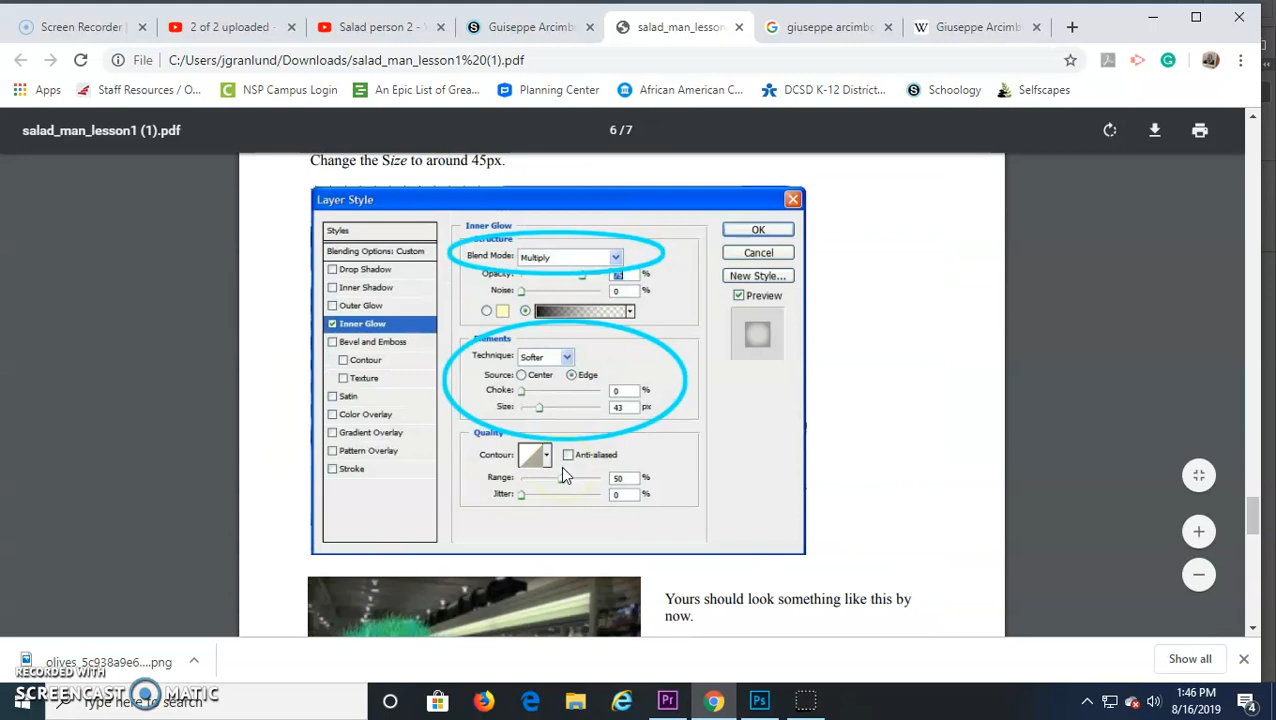 Screen Recorder |
2 of 2 uploaded -
Salad person 2 -
Giuseppe Arcim
salad_man_lesson
giuseppe arcimb
Giuseppe Arcimb
File C:/Users/jgranlund/Downloads/salad_man_lesson1%20(1).pdf
Apps Staff Resources / O... NSP Campus Login An Epic List of Grea... Planning Center African American C... DCSD K-12 District... Schoology Selfscapes
salad_man_lesson1 (1).pdf 6/7
Change the Size to around 45px.
Layer Style
Styles
Blending Options: Custom
Drop Shadow
Inner Shadow
Outer Glow
Inner Glow
Bevel and Emboss
Contour
Texture
Satin
Color Overlay
Gradient Overlay
Pattern Overlay
Stroke
Inner Glow
Structure
Blend Mode: Multiply
Opacity: %
Noise: 0 %
Elements
Technique: Softer
Source: Center Edge
Choke: 0 %
Size: 43 px
Quality
Contour: Anti-aliased
Range: 50 %
Jitter: 0 %
OK
Cancel
New Style...
Preview
Yours should look something like this by
now.
olives_5c938a9e6....png
Show all
RECORDED WITH
SCREENCAST MATIC
Type here to search
Pr
Ps
1:46 PM
8/16/2019
4